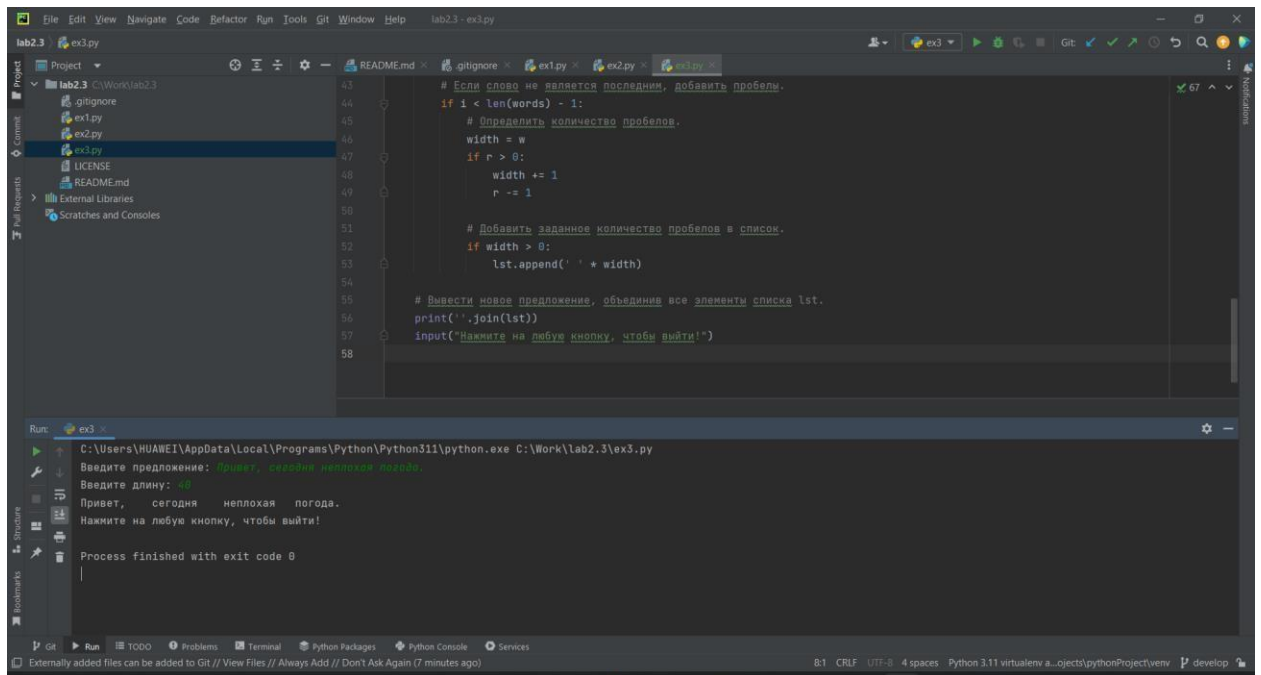 File Edit View Navigate Code Refactor Run Tools Git Window Help lab2.3 - ex3.py
lab2.3 ex3.py ex3 Git:
Project README.md .gitignore ex1.py ex2.py ex3.py
lab2.3 C:\Work\lab2.3
.gitignore
ex1.py
ex2.py
ex3.py
LICENSE
README.md
External Libraries
Scratches and Consoles
Project
Commit
Pull Requests
Notifications
67
43 # Если слово не является последним, добавить пробелы.
44 if i < len(words) - 1:
45 # Определить количество пробелов.
46 width = w
47 if r > 0:
48 width += 1
49 r -= 1
50
51 # Добавить заданное количество пробелов в список.
52 if width > 0:
53 lst.append(' ' * width)
54
55 # Вывести новое предложение, объединив все элементы списка lst.
56 print(''.join(lst))
57 input("Нажмите на любую кнопку, чтобы выйти!")
58
Run: ex3
C:\Users\HUAWEI\AppData\Local\Programs\Python\Python311\python.exe C:\Work\lab2.3\ex3.py
Введите предложение: Привет, сегодня неплохая погода.
Введите длину: 40
Привет,    сегодня    неплохая   погода.
Нажмите на любую кнопку, чтобы выйти!
Process finished with exit code 0
Structure
Bookmarks
Git Run TODO Problems Terminal Python Packages Python Console Services
Externally added files can be added to Git // View Files // Always Add // Don't Ask Again (7 minutes ago) 8:1 CRLF UTF-8 4 spaces Python 3.11 virtualenv a...ojects\pythonProject\venv develop